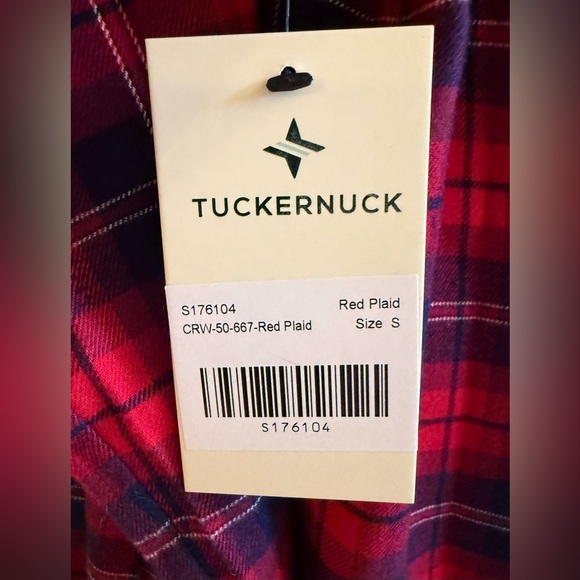 TUCKERNUCK
S176104 Red Plaid
CRW-50-667-Red Plaid Size S
S176104